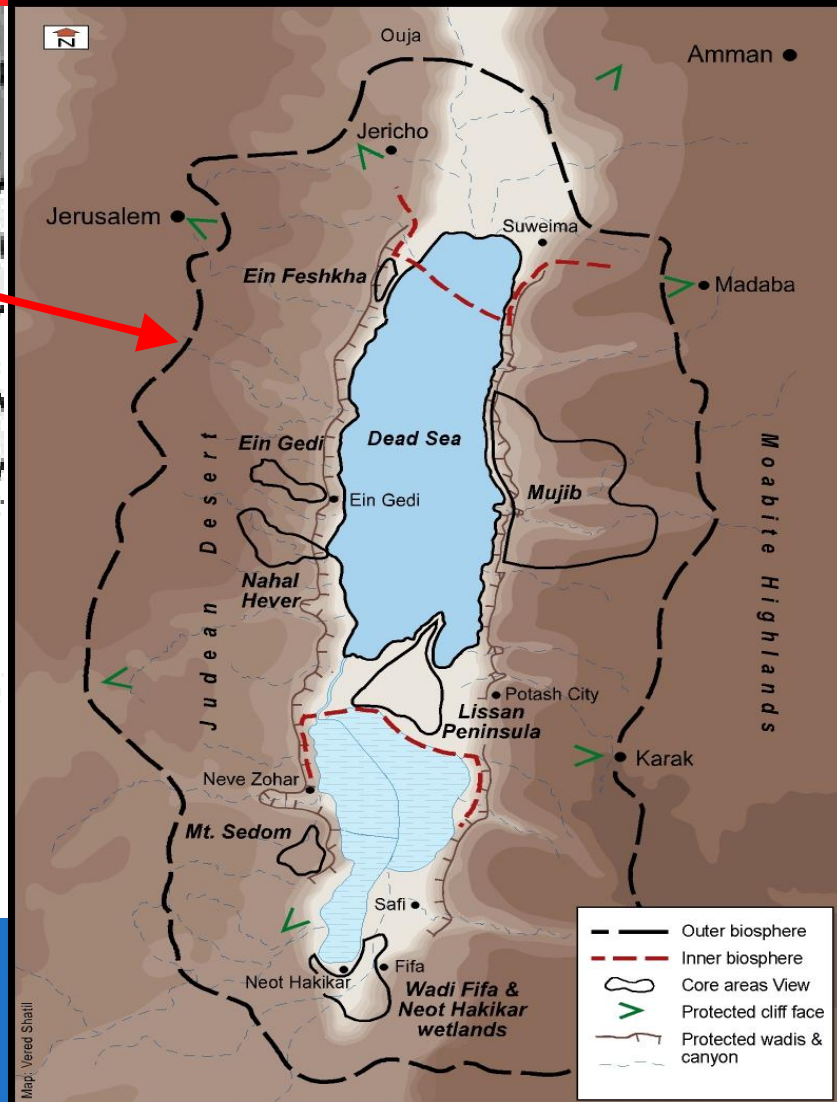 N
Ouja
Amman
Jericho
Jerusalem
Suweima
Ein Feshkha
Madaba
Dead Sea
Ein Gedi
Ein Gedi
Mujib
Judean Desert
Moabite Highlands
Nahal
Hever
Potash City
Lissan
Peninsula
Karak
Neve Zohar
Mt. Sedom
Safi
Neot Hakikar
Fifa
Wadi Fifa &
Neot Hakikar
wetlands
Outer biosphere
Inner biosphere
Core areas View
Protected cliff face
Protected wadis &
canyon
Map: Vered Shatil